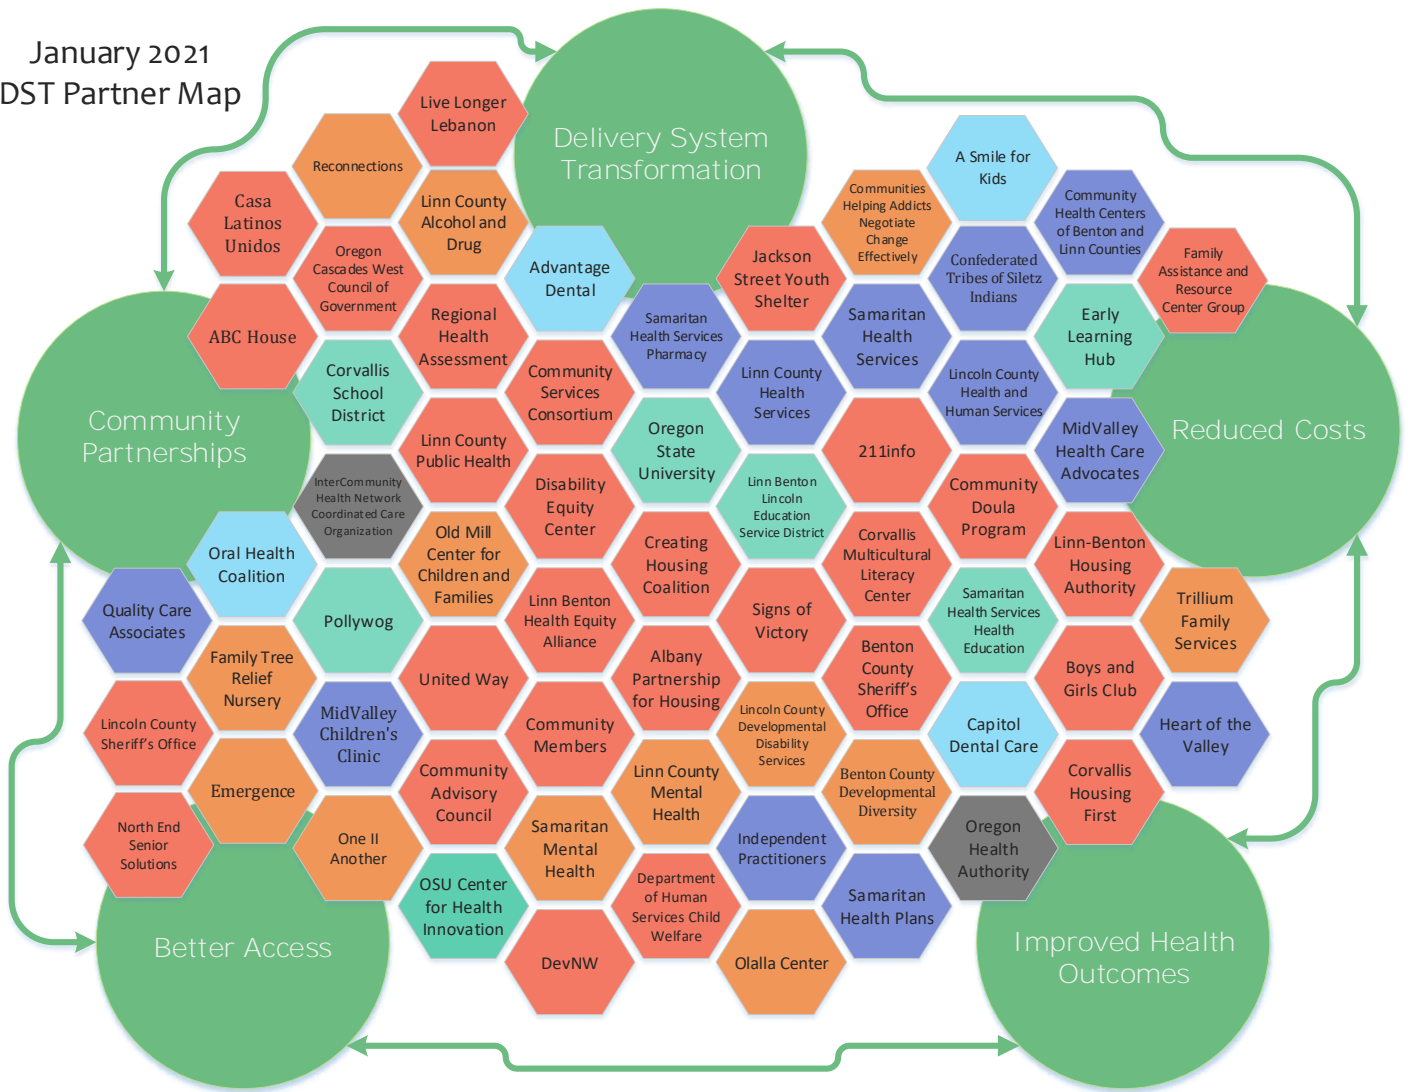 January 2021
DST Partner Map
Delivery System
Transformation
Community
Partnerships
Reduced Costs
Better Access
Improved Health
Outcomes
Live Longer
Lebanon
Reconnections
Casa
Latinos
Unidos
Linn County
Alcohol and
Drug
Oregon
Cascades West
Council of
Government
ABC House
Advantage
Dental
Regional
Health
Assessment
Corvallis
School
District
Samaritan
Health Services
Pharmacy
Jackson
Street Youth
Shelter
Communities
Helping Addicts
Negotiate
Change
Effectively
A Smile for
Kids
Community
Health Centers
of Benton and
Linn Counties
Confederated
Tribes of Siletz
Indians
Family
Assistance and
Resource
Center Group
Samaritan
Health
Services
Early
Learning
Hub
Community
Services
Consortium
Linn County
Health
Services
Lincoln County
Health and
Human Services
Linn County
Public Health
Oregon
State
University
211info
MidValley
Health Care
Advocates
InterCommunity
Health Network
Coordinated Care
Organization
Disability
Equity
Center
Linn Benton
Lincoln
Education
Service District
Community
Doula
Program
Oral Health
Coalition
Old Mill
Center for
Children and
Families
Creating
Housing
Coalition
Corvallis
Multicultural
Literacy
Center
Linn-Benton
Housing
Authority
Quality Care
Associates
Pollywog
Linn Benton
Health Equity
Alliance
Signs of
Victory
Samaritan
Health Services
Health
Education
Trillium
Family
Services
Family Tree
Relief
Nursery
United Way
Albany
Partnership
for Housing
Benton
County
Sheriff's
Office
Boys and
Girls Club
Lincoln County
Sheriff's Office
MidValley
Children's
Clinic
Community
Members
Lincoln County
Developmental
Disability
Services
Capitol
Dental Care
Heart of the
Valley
Emergence
Community
Advisory
Council
Linn County
Mental
Health
Benton County
Developmental
Diversity
Corvallis
Housing
First
North End
Senior
Solutions
One II
Another
Samaritan
Mental
Health
Independent
Practitioners
Oregon
Health
Authority
OSU Center
for Health
Innovation
Department
of Human
Services Child
Welfare
Samaritan
Health Plans
DevNW
Olalla Center